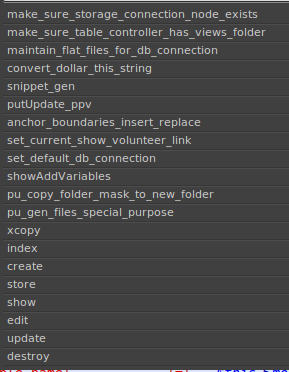 make_sure_storage_connection_node_exists
make_sure_table_controller_has_views_folder
maintain_flat_files_for_db_connection
convert_dollar_this_string
snippet_gen
putUpdate_ppv
anchor_boundaries_insert_replace
set_current_show_volunteer_link
set_default_db_connection
showAddVariables
pu_copy_folder_mask_to_new_folder
pu_gen_files_special_purpose
xcopy
index
create
store
show
edit
update
destroy